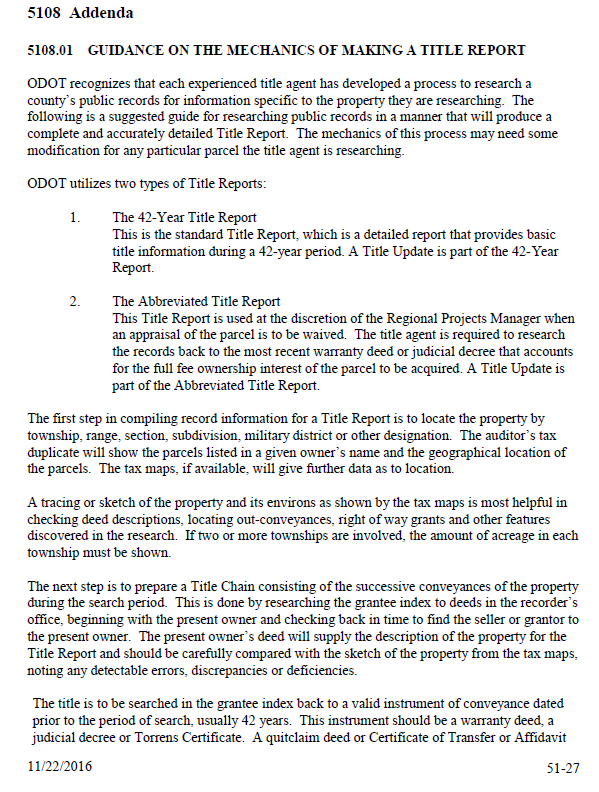 5108 Addenda
5108.01 GUIDANCE ON THE MECHANICS OF MAKING A TITLE REPORT
ODOT recognizes that each experienced title agent has developed a process to research a
county's public records for information specific to the property they are researching. The
following is a suggested guide for researching public records in a manner that will produce a
complete and accurately detailed Title Report. The mechanics of this process may need some
modification for any particular parcel the title agent is researching.
ODOT utilizes two types of Title Reports:
1. The 42-Year Title Report
This is the standard Title Report, which is a detailed report that provides basic
title information during a 42-year period. A Title Update is part of the 42-Year
Report.
2. The Abbreviated Title Report
This Title Report is used at the discretion of the Regional Projects Manager when
an appraisal of the parcel is to be waived. The title agent is required to research
the records back to the most recent warranty deed or judicial decree that accounts
for the full fee ownership interest of the parcel to be acquired. A Title Update is
part of the Abbreviated Title Report.
The first step in compiling record information for a Title Report is to locate the property by
township, range, section, subdivision, military district or other designation. The auditor's tax
duplicate will show the parcels listed in a given owner's name and the geographical location of
the parcels. The tax maps, if available, will give further data as to location.
A tracing or sketch of the property and its environs as shown by the tax maps is most helpful in
checking deed descriptions, locating out-conveyances, right of way grants and other features
discovered in the research. If two or more townships are involved, the amount of acreage in each
township must be shown.
The next step is to prepare a Title Chain consisting of the successive conveyances of the property
during the search period. This is done by researching the grantee index to deeds in the recorder's
office, beginning with the present owner and checking back in time to find the seller or grantor to
the present owner. The present owner's deed will supply the description of the property for the
Title Report and should be carefully compared with the sketch of the property from the tax maps,
noting any detectable errors, discrepancies or deficiencies.
The title is to be searched in the grantee index back to a valid instrument of conveyance dated
prior to the period of search, usually 42 years. This instrument should be a warranty deed, a
judicial decree or Torrens Certificate. A quitclaim deed or Certificate of Transfer or Affidavit
11/22/2016 51-27